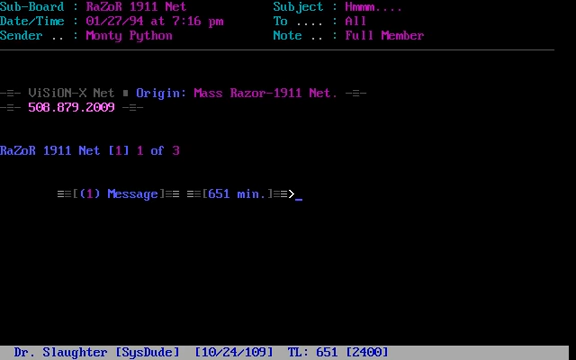 Sub-Board : RaZoR 1911 Net Subject : Hmmm....
Date/Time : 01/27/94 at 7:16 pm To .... : All
Sender .. : Monty Python Note .. : Full Member
-≡- ViSiON-X Net ∎ Origin: Mass Razor-1911 Net. -≡-
-≡- 508.879.2009 -≡-
RaZoR 1911 Net [1] 1 of 3
≡≡[(1) Message]≡≡ ≡≡[651 min.]≡≡>_
Dr. Slaughter [SysDude] [10/24/109] TL: 651 [2400]